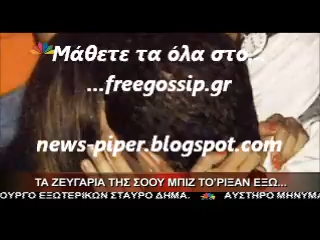 Μάθετε τα όλα στο...
...freegossip.gr
news-piper.blogspot.com
ΤΑ ΖΕΥΓΑΡΙΑ ΤΗΣ ΣΟΟΥ ΜΠΙΖ ΤΟ'ΡΙΞΑΝ ΕΞΩ...
ΟΥΡΓΟ ΕΞΩΤΕΡΙΚΩΝ ΣΤΑΥΡΟ ΔΗΜΑ. ΑΥΣΤΗΡΟ ΜΗΝΥΜΑ